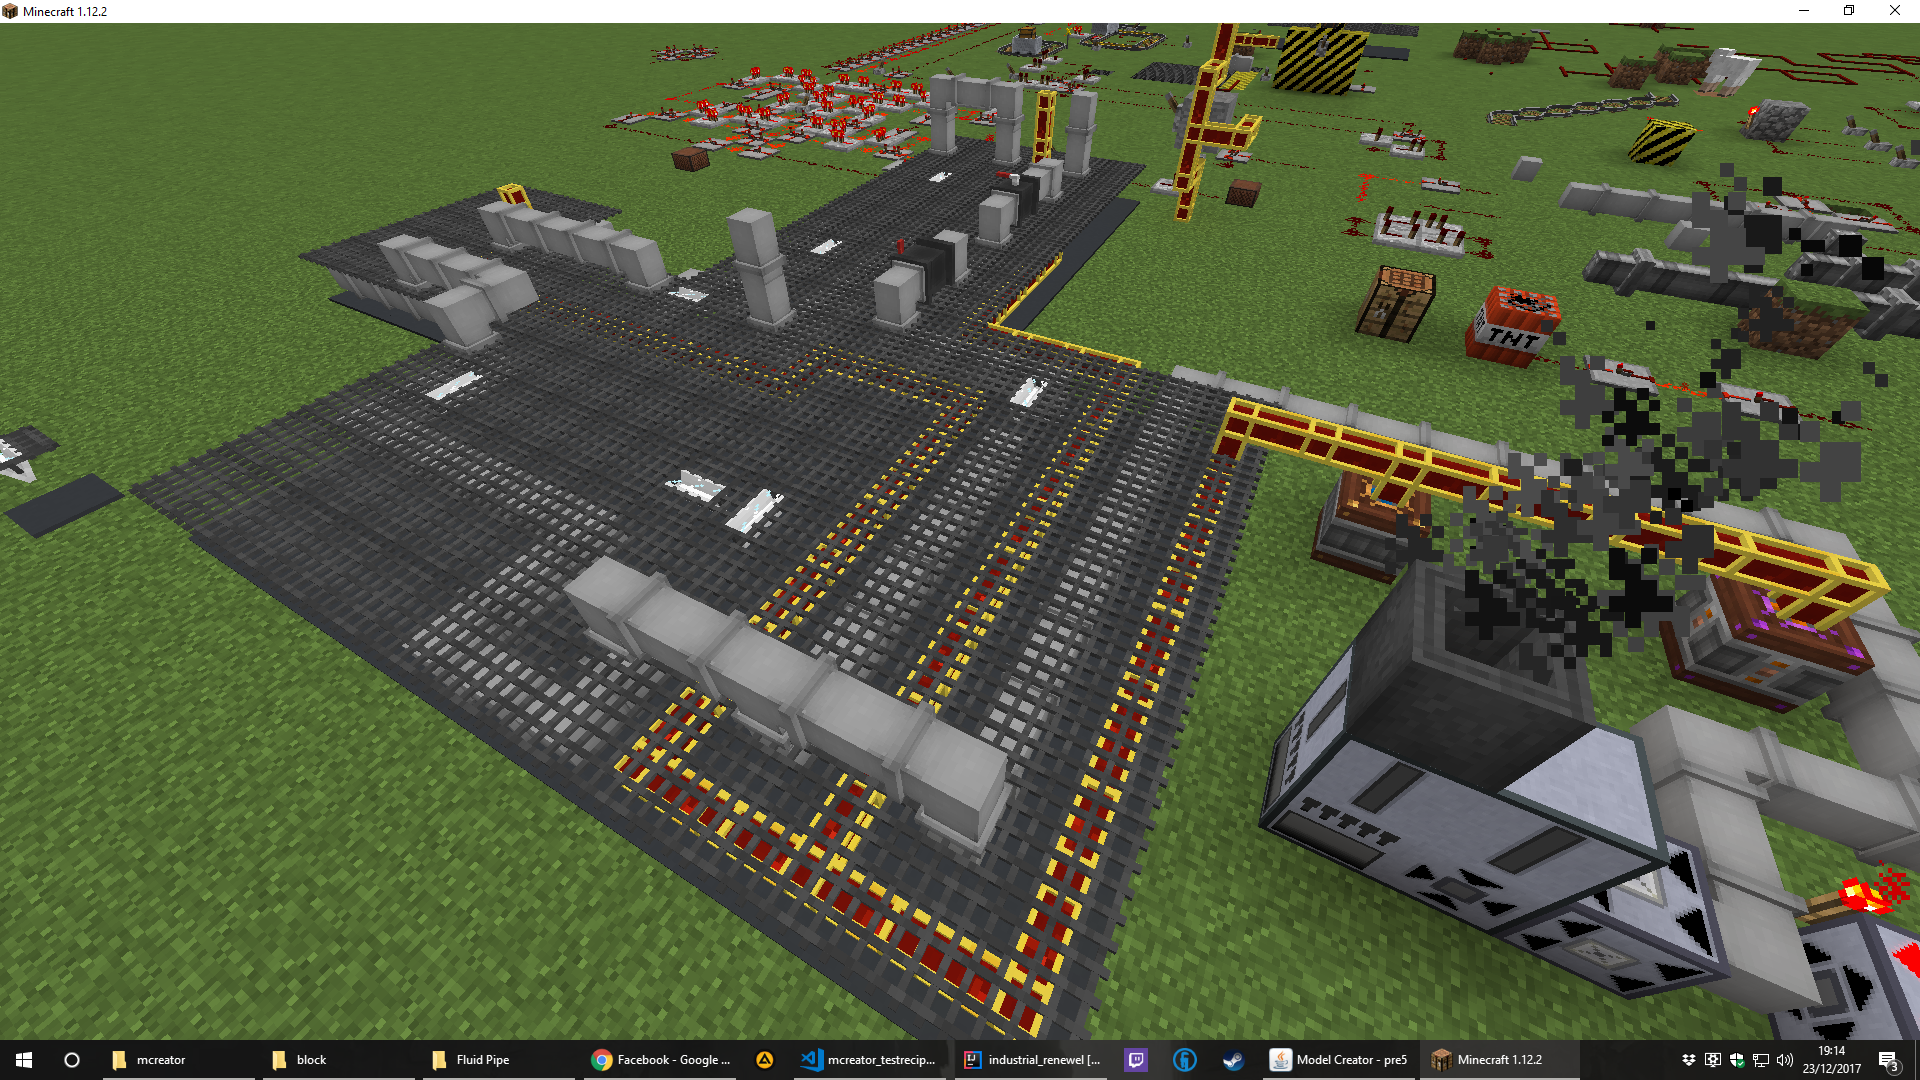 Minecraft 1.12.2
TNT
mcreator
block
Fluid Pipe
Facebook - Google ...
mcreator_testrecip...
industrial_renewel [...
Model Creator - pre5
Minecraft 1.12.2
19:14
23/12/2017
3